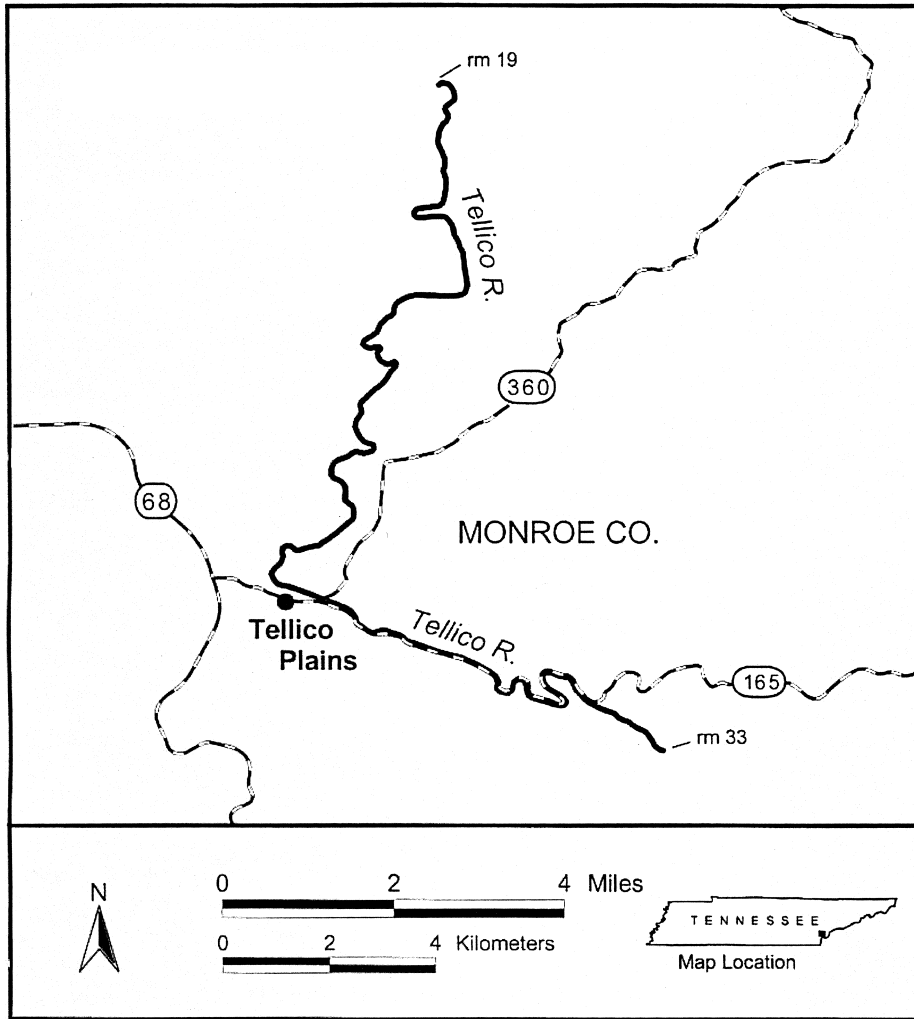 rm 19
Tellico R.
360
68
MONROE CO.
Tellico
Plains
Tellico R.
165
rm 33
N
0 2 4 Miles
0 2 4 Kilometers
TENNESSEE
Map Location